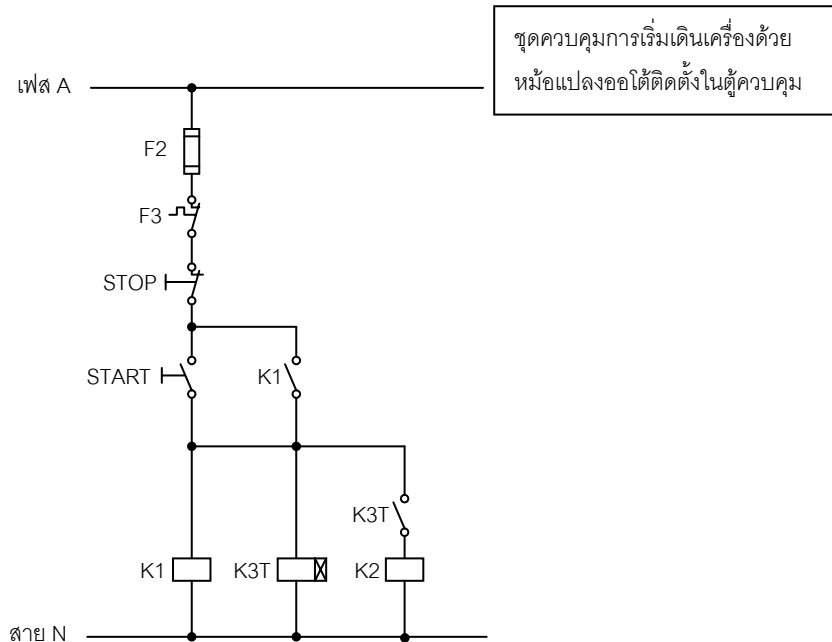 ชุดควบคุมการเริ่มเดินเครื่องด้วย
หม้อแปลงออโต้ติดตั้งในตู้ควบคุม
เฟส A
F2
F3
STOP
START
K1
K3T
K1
K3T
K2
สาย N